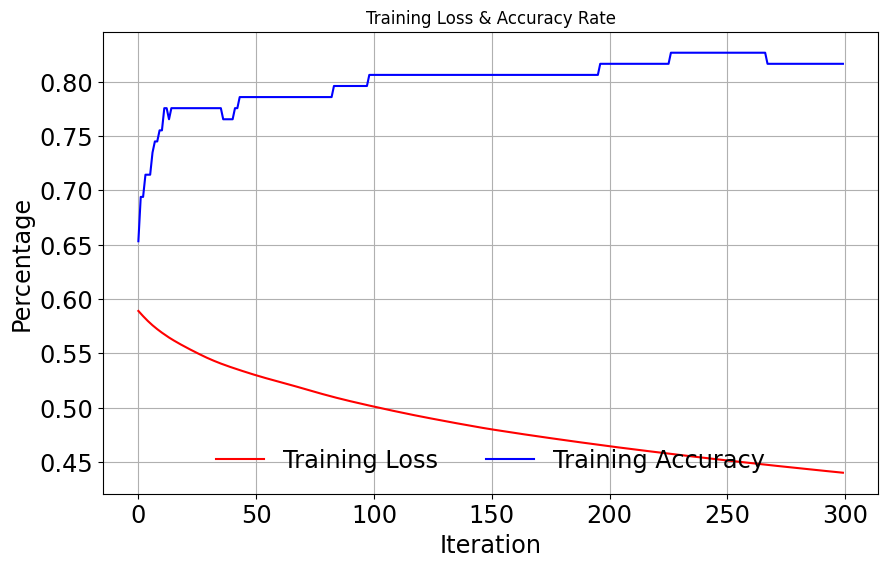 Training Loss & Accuracy Rate
Percentage
0.80
0.75
0.70
0.65
0.60
0.55
0.50
0.45
Training Loss Training Accuracy
0 50 100 150 200 250 300
Iteration